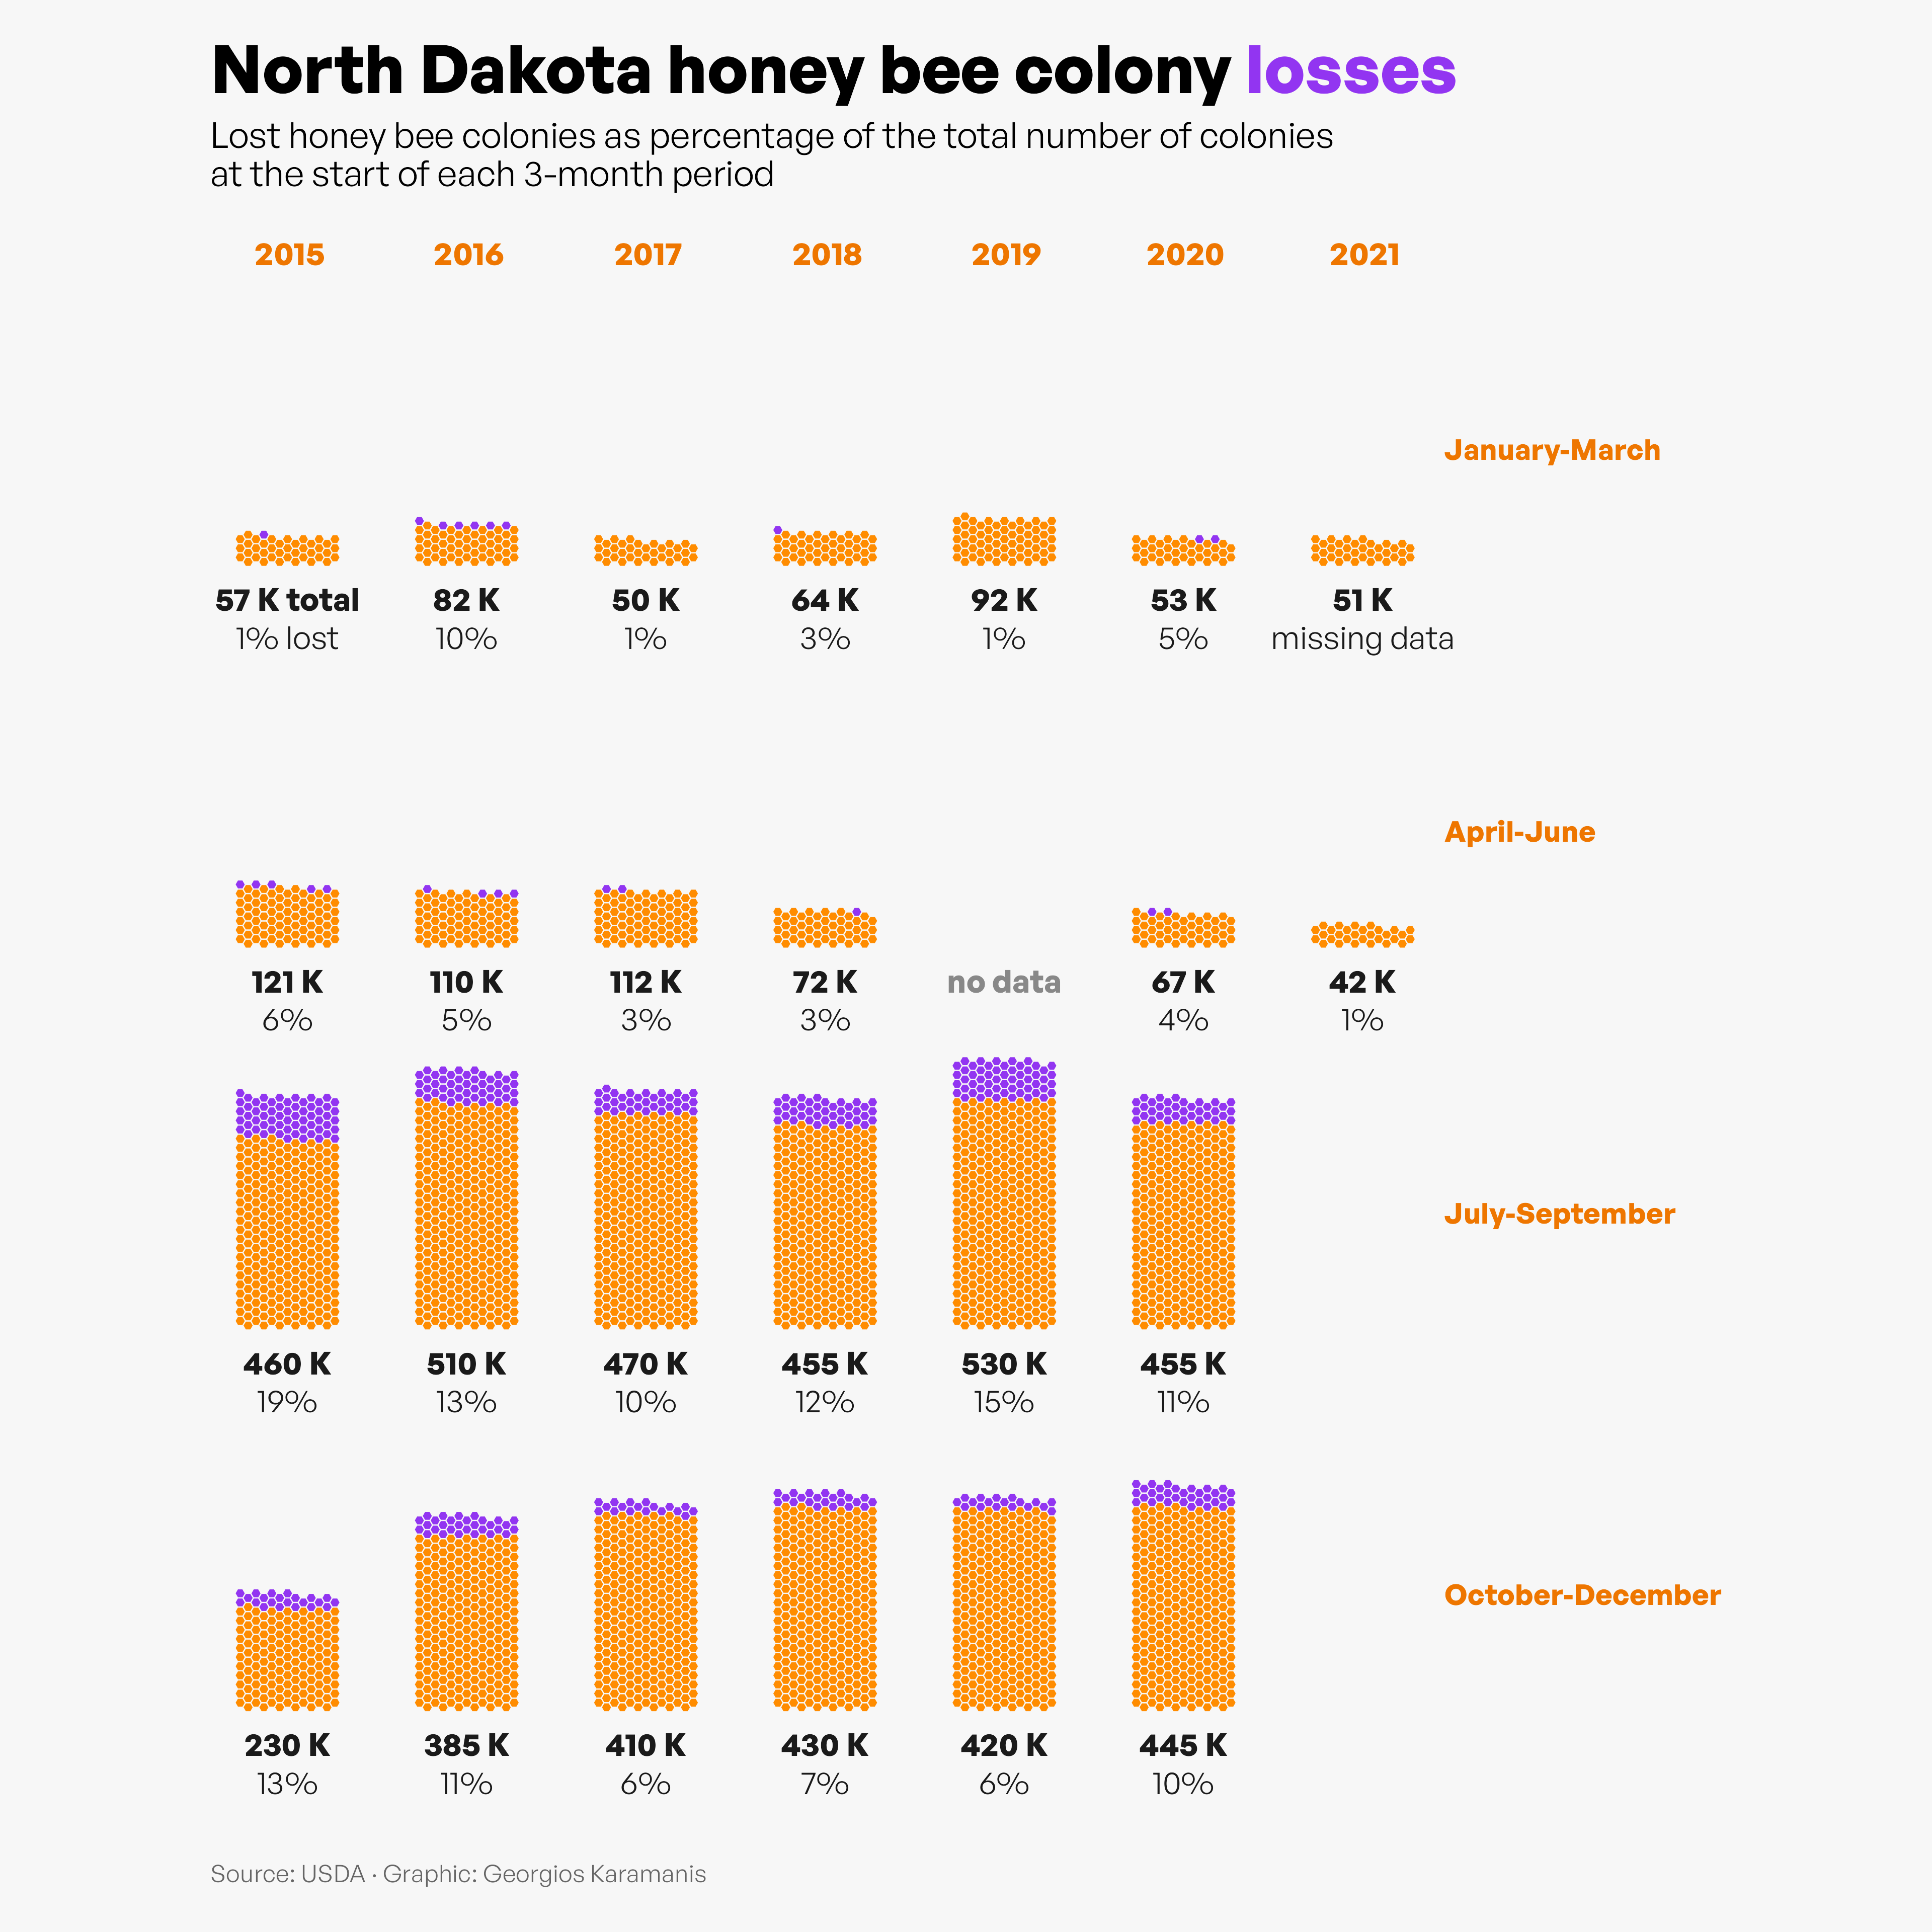 North Dakota honey bee colony losses
Lost honey bee colonies as percentage of the total number of colonies
at the start of each 3-month period
2015 2016 2017 2018 2019 2020 2021
January-March
57 K total 82 K 50 K 64 K 92 K 53 K 51 K
1% lost 10% 1% 3% 1% 5% missing data
April-June
121 K 110 K 112 K 72 K no data 67 K 42 K
6% 5% 3% 3% 4% 1%
July-September
460 K 510 K 470 K 455 K 530 K 455 K
19% 13% 10% 12% 15% 11%
October-December
230 K 385 K 410 K 430 K 420 K 445 K
13% 11% 6% 7% 6% 10%
Source: USDA · Graphic: Georgios Karamanis